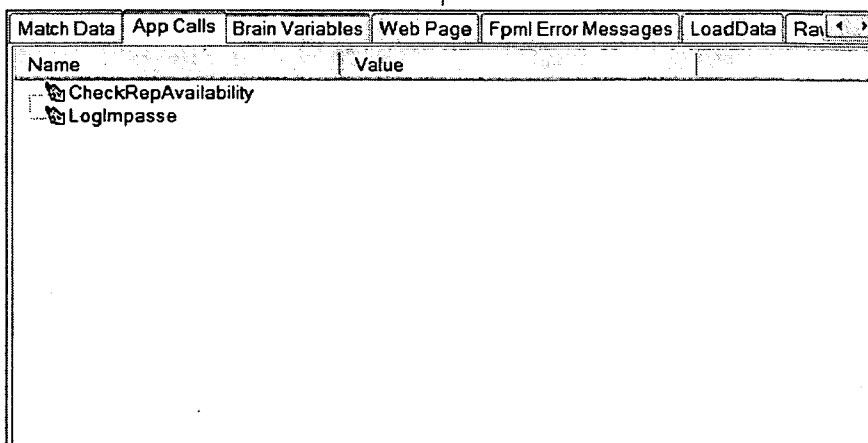 Match Data App Calls Brain Variables Web Page Fpml Error Messages LoadData
Name Value
CheckRepAvailability
LogImpasse